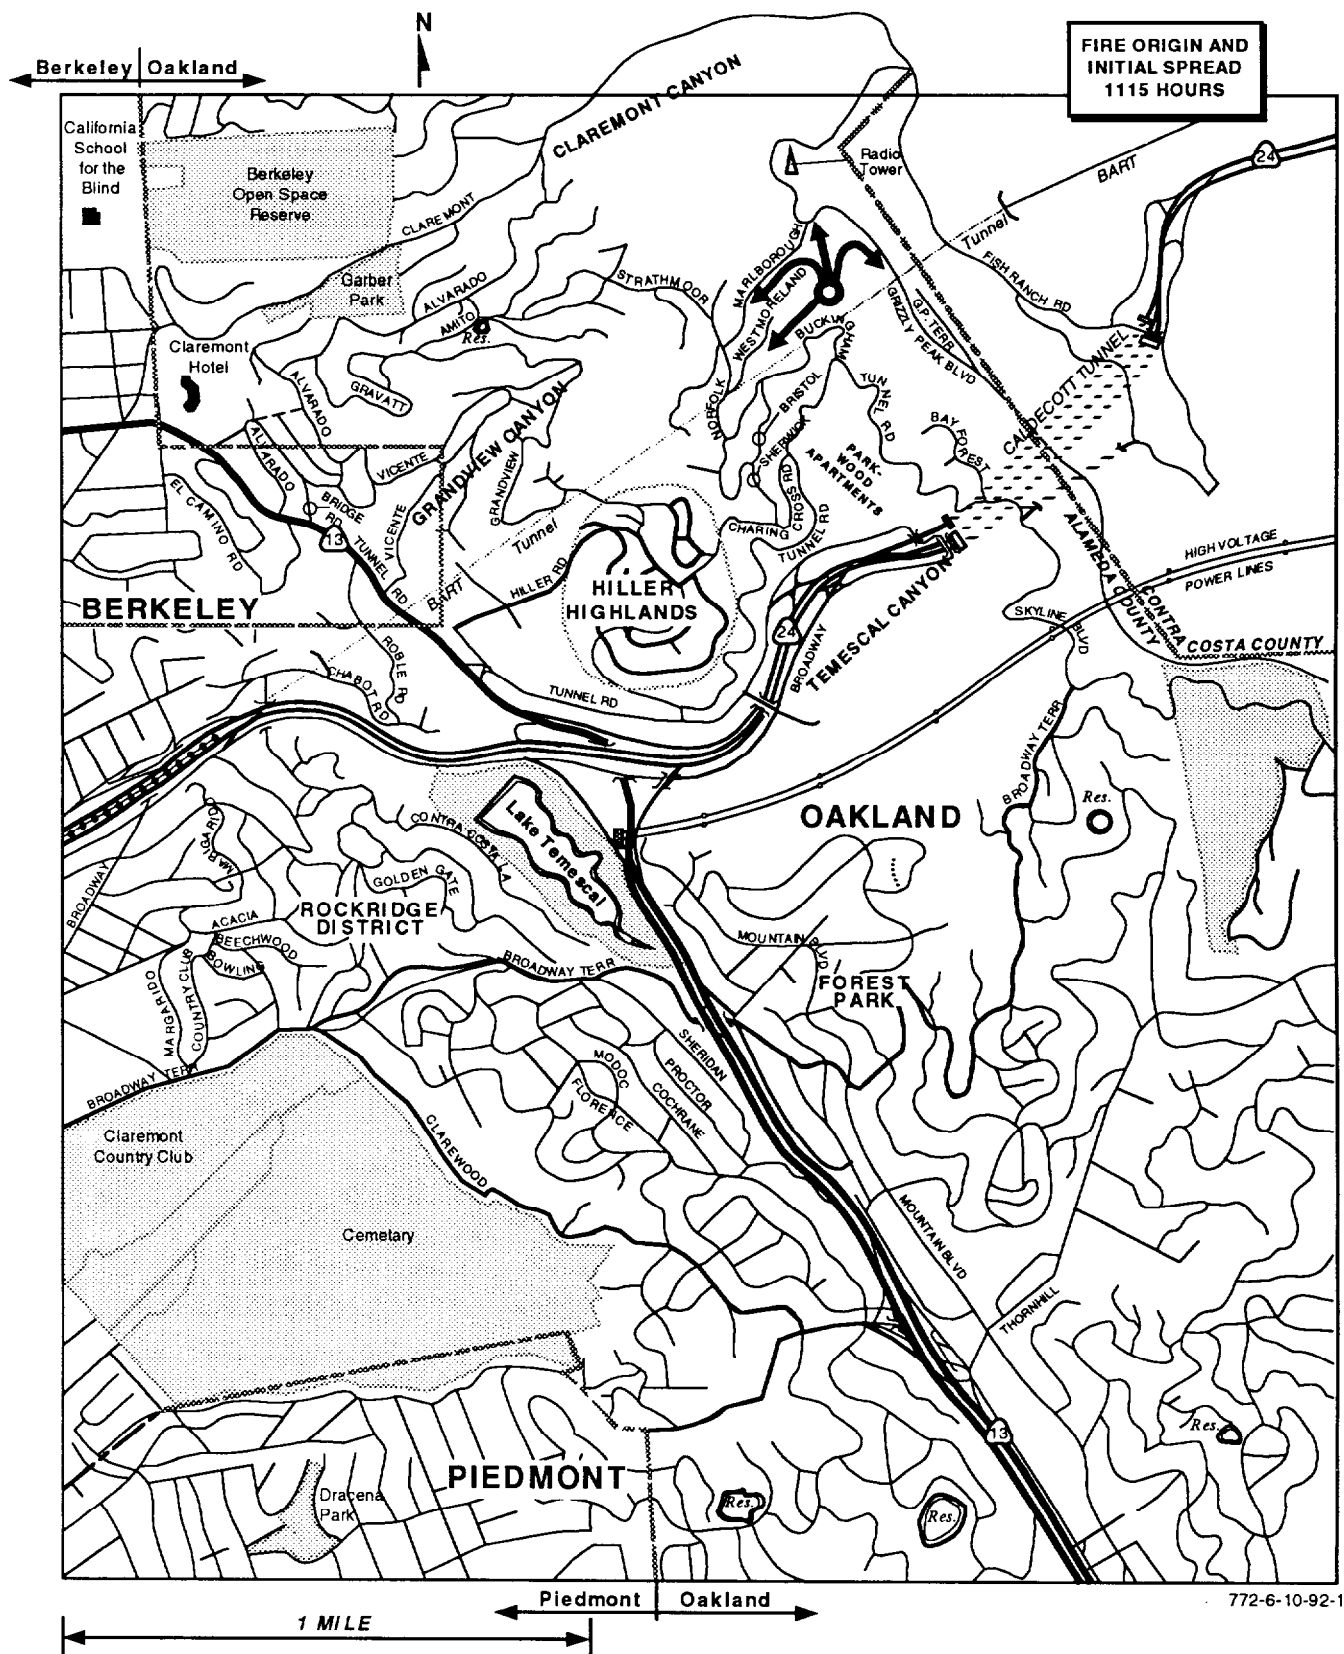 N
FIRE ORIGIN AND
INITIAL SPREAD
1115 HOURS
Berkeley Oakland
CLAREMONT CANYON
California
School
for the
Blind
Berkeley
Open Space
Reserve
Radio
Tower
BART
24
Tunnel
CLAREMONT
Garber
Park
ALVARADO
AMITO
Res.
STRATHMOOR
MARLBOROUGH
WESTMORELAND
BUCKINGHAM
GRIZZLY PEAK BLVD
G.P. TERR
FISH RANCH RD
Claremont
Hotel
ALVARADO
GRAVATT
NORFOLK
BRISTOL
SHERWICK
TUNNEL RD
BAY FOREST
CALDECOTT TUNNEL
PARK-
WOOD
APARTMENTS
ALVARADO
VICENTE
GRANDVIEW CANYON
GRANDVIEW
CROSS RD
CHARING
TUNNEL RD
EL CAMINO RD
BRIDGE
RD
13
TUNNEL
RD
VICENTE
Tunnel
BART
HILLER RD
HILLER
HIGHLANDS
24
BROADWAY
TEMESCAL CANYON
ALAMEDA
COUNTY
CONTRA
COSTA COUNTY
HIGH VOLTAGE
POWER LINES
BERKELEY
SKYLINE BLVD
ROBLE RD
CHABOT RD
TUNNEL RD
BROADWAY TERR
Res.
OAKLAND
Lake Temescal
CONTRA COSTA LA
MARGARIDO
GOLDEN GATE
BROADWAY
ROCKRIDGE
DISTRICT
ACACIA
BEECHWOOD
BOWLING
MARGARIDO
COUNTRY CLUB
BROADWAY TERR
MOUNTAIN BLVD
FOREST
PARK
BROADWAY TERR
SHERIDAN
PROCTOR
COCHRANE
MODOC
FLORENCE
CLAREWOOD
Claremont
Country Club
Cemetary
MOUNTAIN BLVD
THORNHILL
13
Res.
PIEDMONT
Dracena
Park
Res.
Res.
Piedmont Oakland
772-6-10-92-1
1 MILE